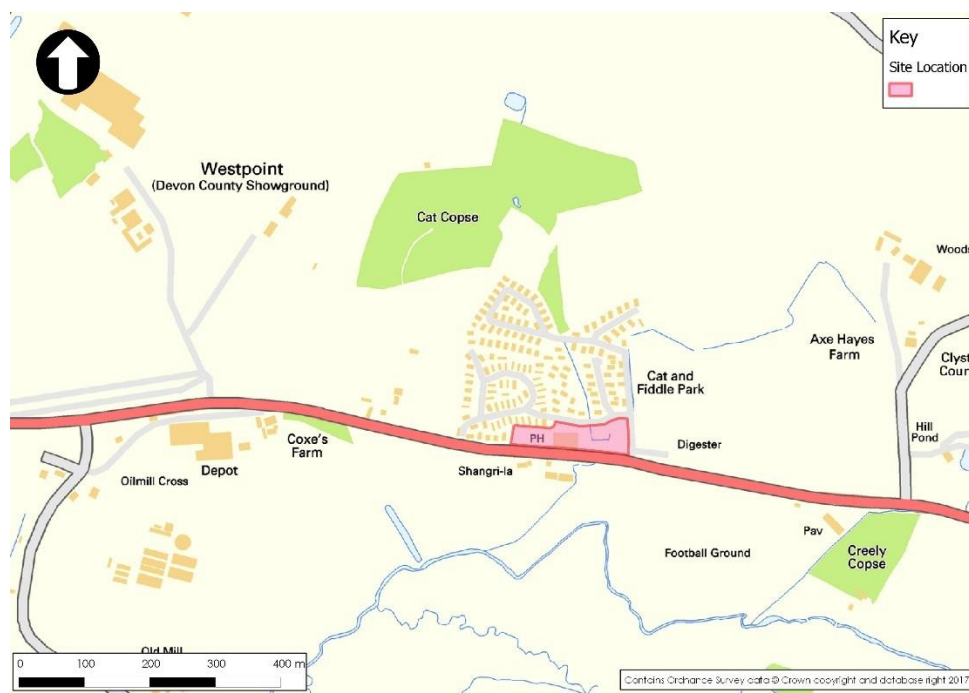 Key
Site Location
Westpoint
(Devon County Showground)
Cat Copse
Woods
Axe Hayes
Farm
Clyst
Coun
Cat and
Fiddle Park
PH
Digester
Hill
Pond
Coxe's
Farm
Depot
Oilmill Cross
Shangri-la
Pav
Football Ground
Creely
Copse
Old Mill
0 100 200 300 400 m
Contains Ordnance Survey data © Crown copyright and database right 2017